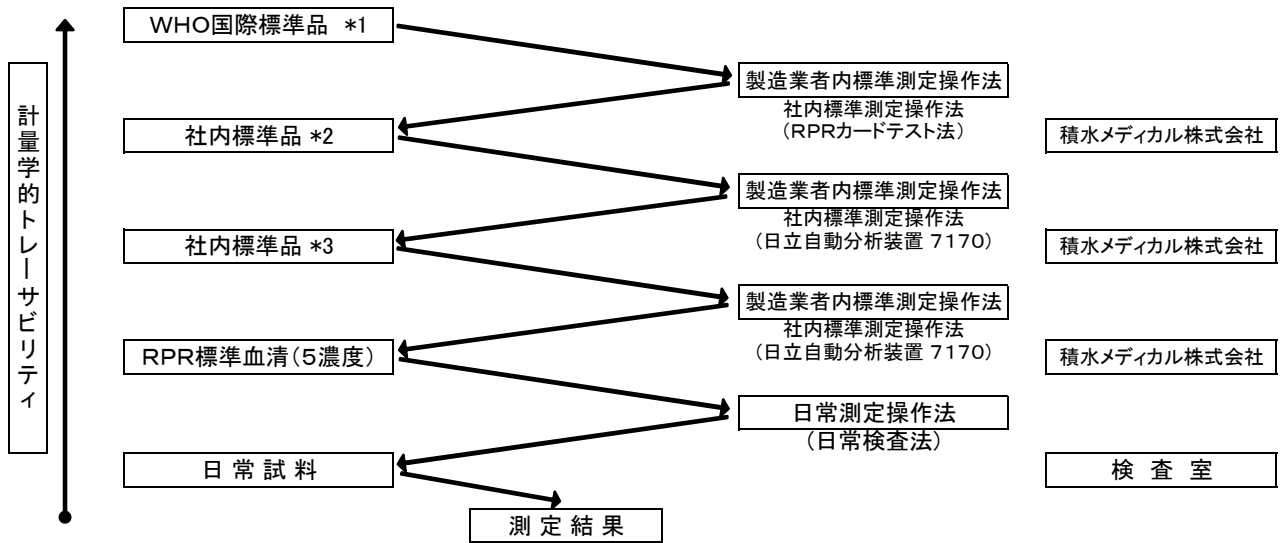 WHO国際標準品 *1
製造業者内標準測定操作法
社内標準測定操作法
（RPRカードテスト法）
計量学的トレーサビリティ
社内標準品 *2
積水メディカル株式会社
製造業者内標準測定操作法
社内標準測定操作法
（日立自動分析装置 7170）
社内標準品 *3
積水メディカル株式会社
製造業者内標準測定操作法
社内標準測定操作法
（日立自動分析装置 7170）
RPR標準血清（5濃度）
積水メディカル株式会社
日常測定操作法
（日常検査法）
日 常 試 料
検 査 室
測 定 結 果